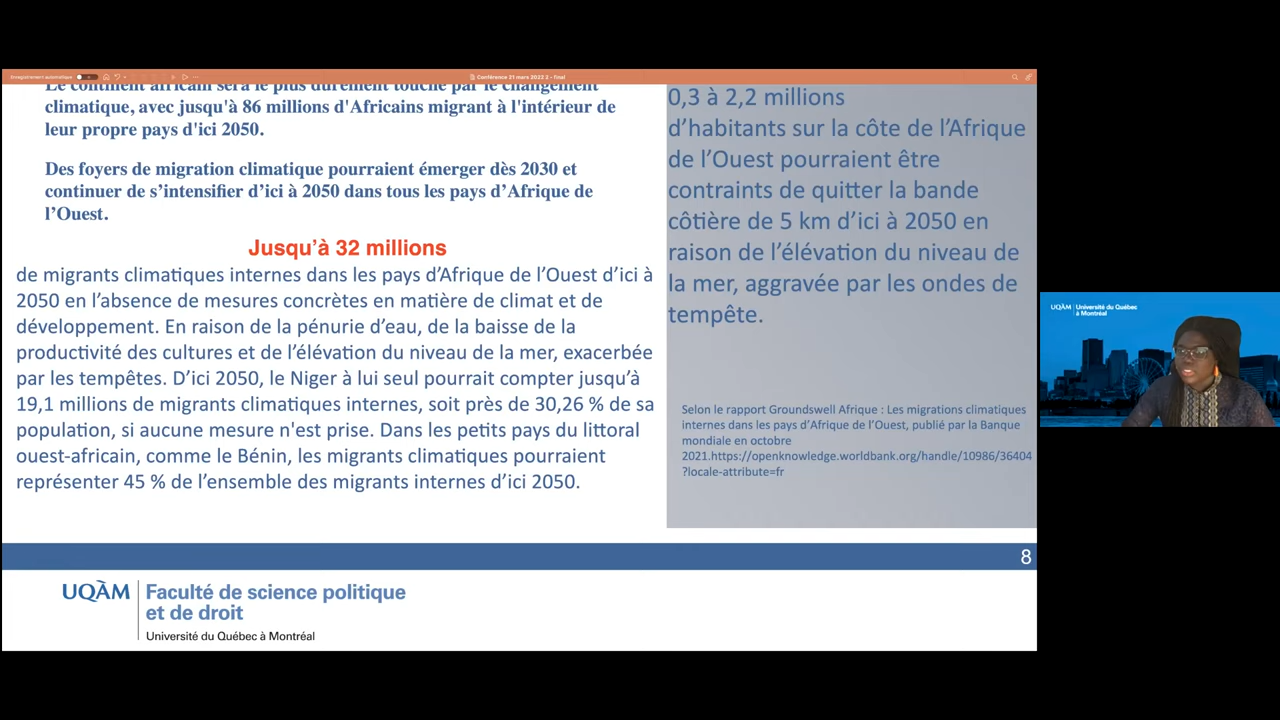 Enregistrement automatique
Conférence 21 mars 2022 2 - final
Le continent africain sera le plus durement touché par le changement
climatique, avec jusqu'à 86 millions d'Africains migrant à l'intérieur de
leur propre pays d'ici 2050.
Des foyers de migration climatique pourraient émerger dès 2030 et
continuer de s’intensifier d’ici à 2050 dans tous les pays d’Afrique de
l’Ouest.
Jusqu’à 32 millions
de migrants climatiques internes dans les pays d’Afrique de l’Ouest d’ici à
2050 en l’absence de mesures concrètes en matière de climat et de
développement. En raison de la pénurie d’eau, de la baisse de la
productivité des cultures et de l’élévation du niveau de la mer, exacerbée
par les tempêtes. D’ici 2050, le Niger à lui seul pourrait compter jusqu’à
19,1 millions de migrants climatiques internes, soit près de 30,26 % de sa
population, si aucune mesure n'est prise. Dans les petits pays du littoral
ouest-africain, comme le Bénin, les migrants climatiques pourraient
représenter 45 % de l’ensemble des migrants internes d’ici 2050.
0,3 à 2,2 millions
d’habitants sur la côte de l’Afrique
de l’Ouest pourraient être
contraints de quitter la bande
côtière de 5 km d’ici à 2050 en
raison de l’élévation du niveau de
la mer, aggravée par les ondes de
tempête.
Selon le rapport Groundswell Afrique : Les migrations climatiques
internes dans les pays d’Afrique de l’Ouest, publié par la Banque
mondiale en octobre
2021.https://openknowledge.worldbank.org/handle/10986/36404
?locale-attribute=fr
8
UQÀM
Faculté de science politique
et de droit
Université du Québec à Montréal
UQÀM
Université du Québec
à Montréal